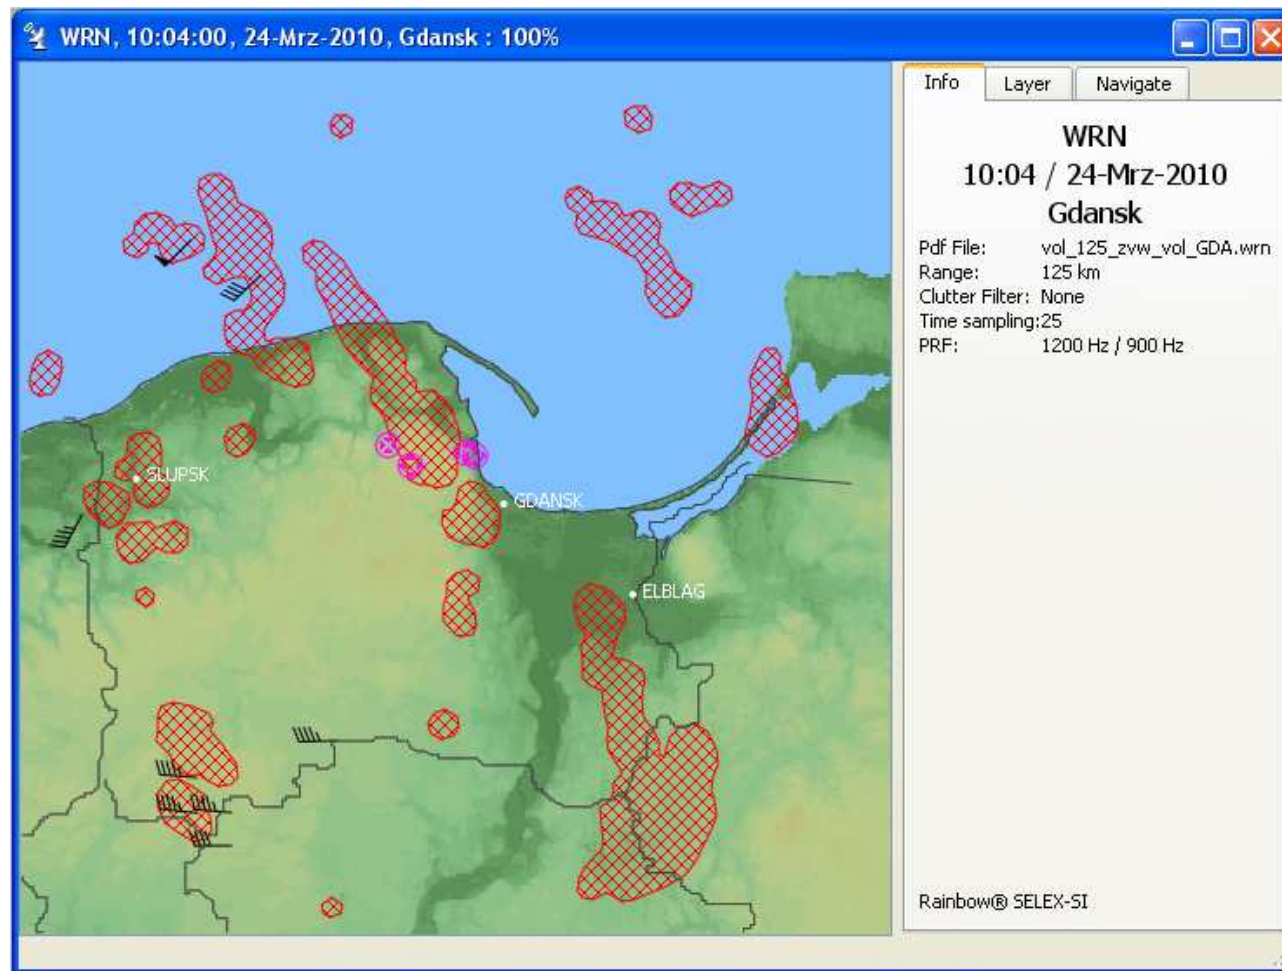 WRN, 10:04:00, 24-Mrz-2010, Gdansk : 100%
Info Layer Navigate
WRN
10:04 / 24-Mrz-2010
Gdansk
Pdf File: vol_125_zvw_vol_GDA.wrn
Range: 125 km
Clutter Filter: None
Time sampling:25
PRF: 1200 Hz / 900 Hz
SLUPSK
GDANSK
ELBLAG
Rainbow® SELEX-SI